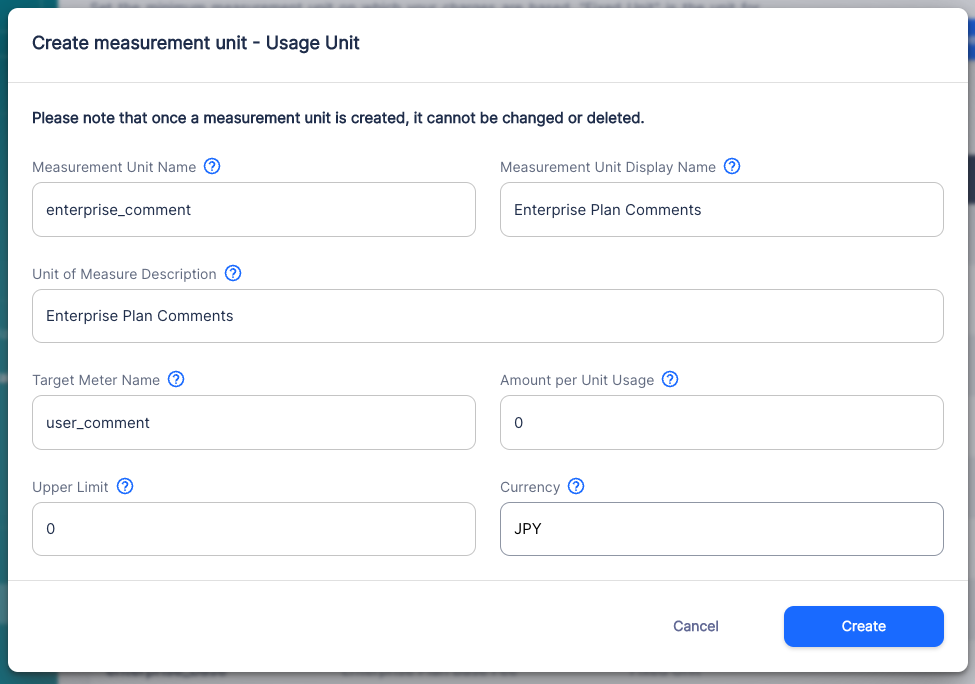 Create measurement unit - Usage Unit
Please note that once a measurement unit is created, it cannot be changed or deleted.
Measurement Unit Name ?
Measurement Unit Display Name ?
enterprise_comment
Enterprise Plan Comments
Unit of Measure Description ?
Enterprise Plan Comments
Target Meter Name ?
Amount per Unit Usage ?
user_comment
0
Upper Limit ?
Currency ?
0
JPY
Cancel
Create